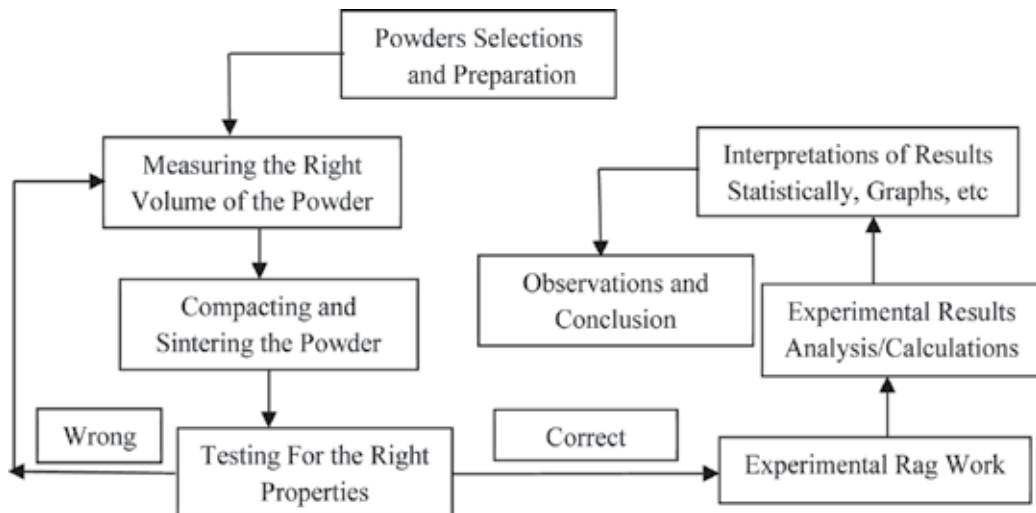 Powders Selections
and Preparation
Measuring the Right
Volume of the Powder
Compacting and
Sintering the Powder
Wrong
Testing For the Right
Properties
Correct
Experimental Rag Work
Experimental Results
Analysis/Calculations
Interpretations of Results
Statistically, Graphs, etc
Observations and
Conclusion